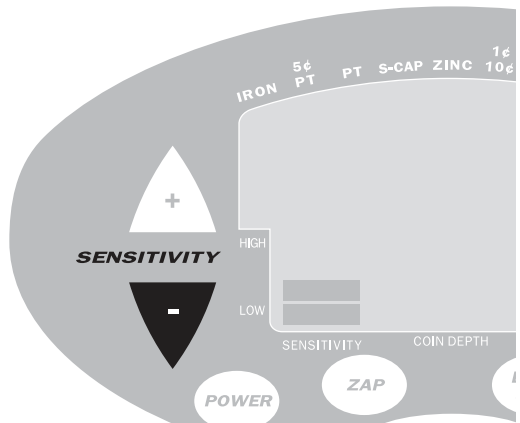 IRON
5¢
PT
PT
S-CAP
ZINC
1¢
10¢
+
SENSITIVITY
-
HIGH
LOW
SENSITIVITY
COIN DEPTH
POWER
ZAP